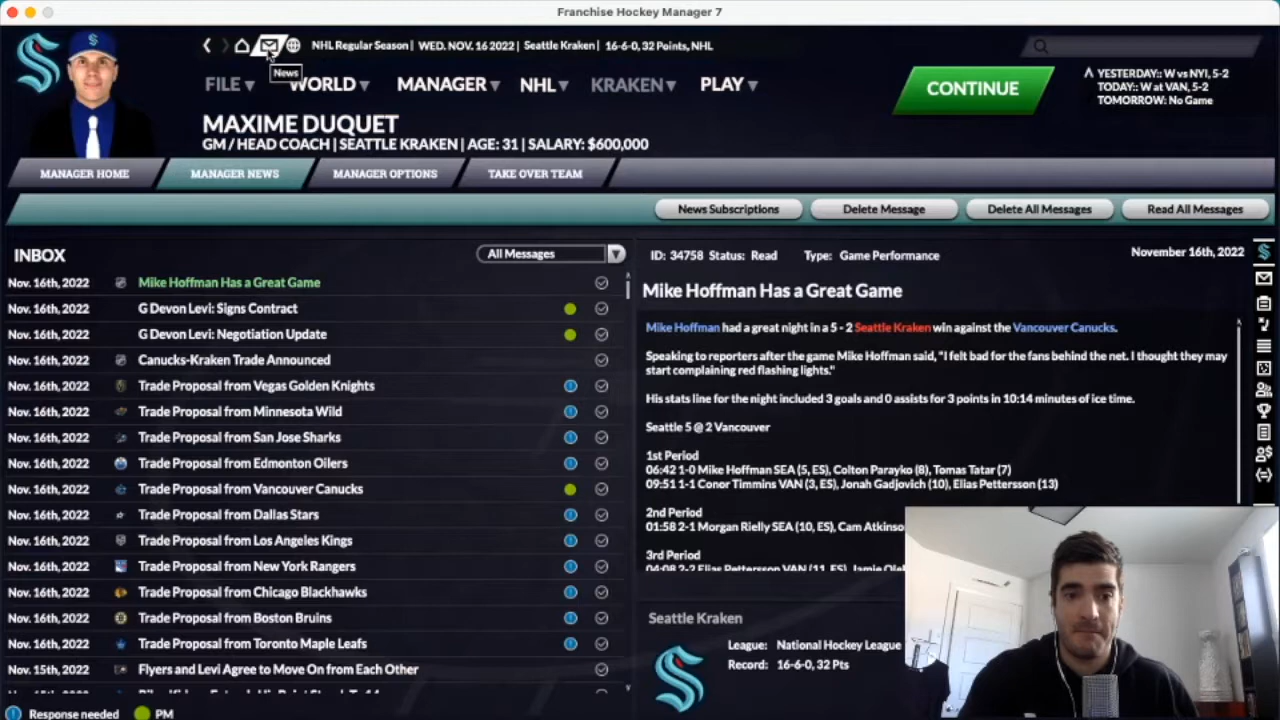 Franchise Hockey Manager 7
NHL Regular Season | WED. NOV. 16 2022 | Seattle Kraken | 16-6-0, 32 Points, NHL
News
FILE WORLD MANAGER NHL KRAKEN PLAY
CONTINUE
YESTERDAY:: W vs NYI, 5-2
TODAY:: W at VAN, 5-2
TOMORROW: No Game
MAXIME DUQUET
GM / HEAD COACH | SEATTLE KRAKEN | AGE: 31 | SALARY: $600,000
MANAGER HOME MANAGER NEWS MANAGER OPTIONS TAKE OVER TEAM
News Subscriptions Delete Message Delete All Messages Read All Messages
INBOX All Messages
Nov. 16th, 2022 Mike Hoffman Has a Great Game
Nov. 16th, 2022 G Devon Levi: Signs Contract
Nov. 16th, 2022 G Devon Levi: Negotiation Update
Nov. 16th, 2022 Canucks-Kraken Trade Announced
Nov. 16th, 2022 Trade Proposal from Vegas Golden Knights
Nov. 16th, 2022 Trade Proposal from Minnesota Wild
Nov. 16th, 2022 Trade Proposal from San Jose Sharks
Nov. 16th, 2022 Trade Proposal from Edmonton Oilers
Nov. 16th, 2022 Trade Proposal from Vancouver Canucks
Nov. 16th, 2022 Trade Proposal from Dallas Stars
Nov. 16th, 2022 Trade Proposal from Los Angeles Kings
Nov. 16th, 2022 Trade Proposal from New York Rangers
Nov. 16th, 2022 Trade Proposal from Chicago Blackhawks
Nov. 16th, 2022 Trade Proposal from Boston Bruins
Nov. 16th, 2022 Trade Proposal from Toronto Maple Leafs
Nov. 15th, 2022 Flyers and Levi Agree to Move On from Each Other
Response needed PM
ID: 34758 Status: Read Type: Game Performance November 16th, 2022
Mike Hoffman Has a Great Game
Mike Hoffman had a great night in a 5 - 2 Seattle Kraken win against the Vancouver Canucks.
Speaking to reporters after the game Mike Hoffman said, "I felt bad for the fans behind the net. I thought they may
start complaining red flashing lights."
His stats line for the night included 3 goals and 0 assists for 3 points in 10:14 minutes of ice time.
Seattle 5 @ 2 Vancouver
1st Period
06:42 1-0 Mike Hoffman SEA (5, ES), Colton Parayko (8), Tomas Tatar (7)
09:51 1-1 Conor Timmins VAN (3, ES), Jonah Gadjovich (10), Elias Pettersson (13)
2nd Period
01:58 2-1 Morgan Rielly SEA (10, ES), Cam Atkinso
3rd Period
04:08 2-2 Elias Pettersson VAN (11, ES), Jamie Olek
Seattle Kraken
League: National Hockey League
Record: 16-6-0, 32 Pts